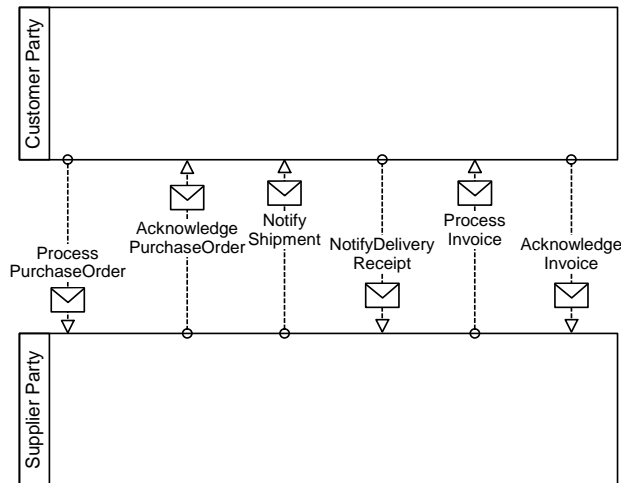 Customer Party
Process
PurchaseOrder
Acknowledge
PurchaseOrder
Notify
Shipment
NotifyDelivery
Receipt
Process
Invoice
Acknowledge
Invoice
Supplier Party